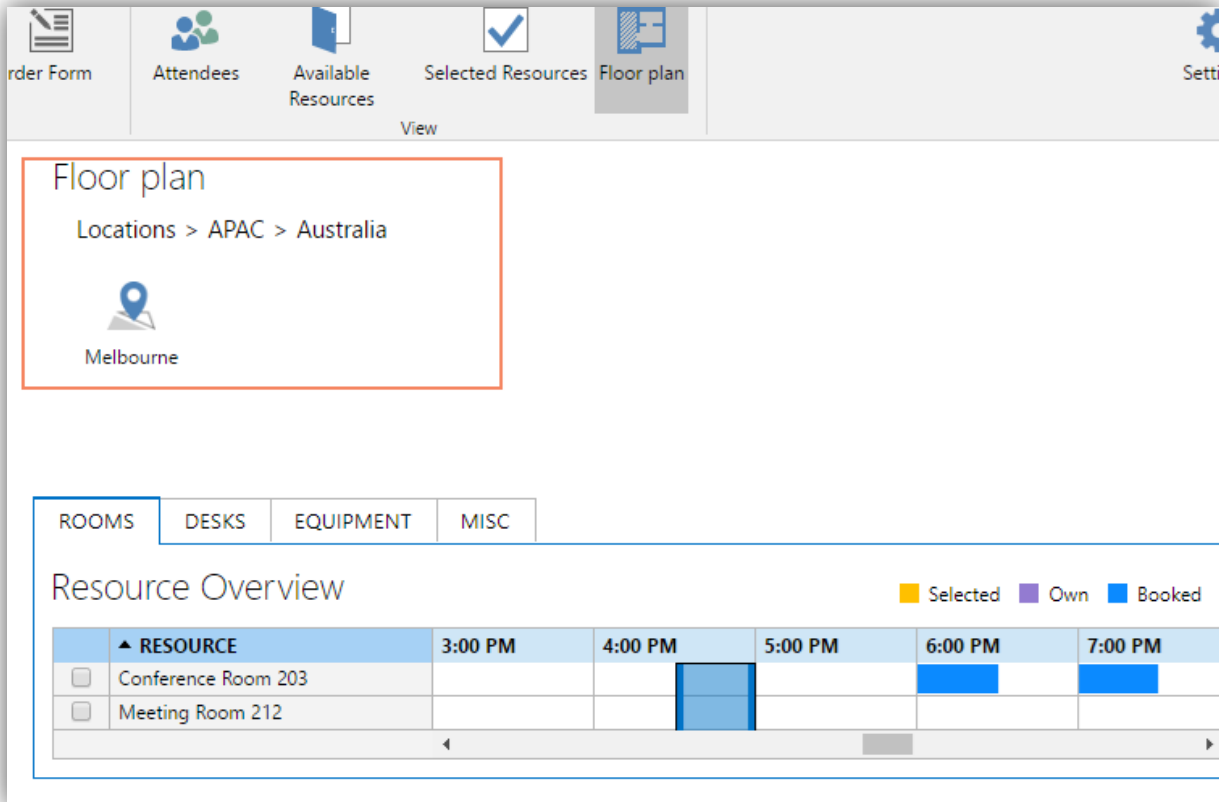 rder Form
Attendees
Available
Resources
Selected Resources
Floor plan
View
Setti
Floor plan
Locations > APAC > Australia
Melbourne
ROOMS
DESKS
EQUIPMENT
MISC
Resource Overview
Selected
Own
Booked
RESOURCE
3:00 PM
4:00 PM
5:00 PM
6:00 PM
7:00 PM
Conference Room 203
Meeting Room 212